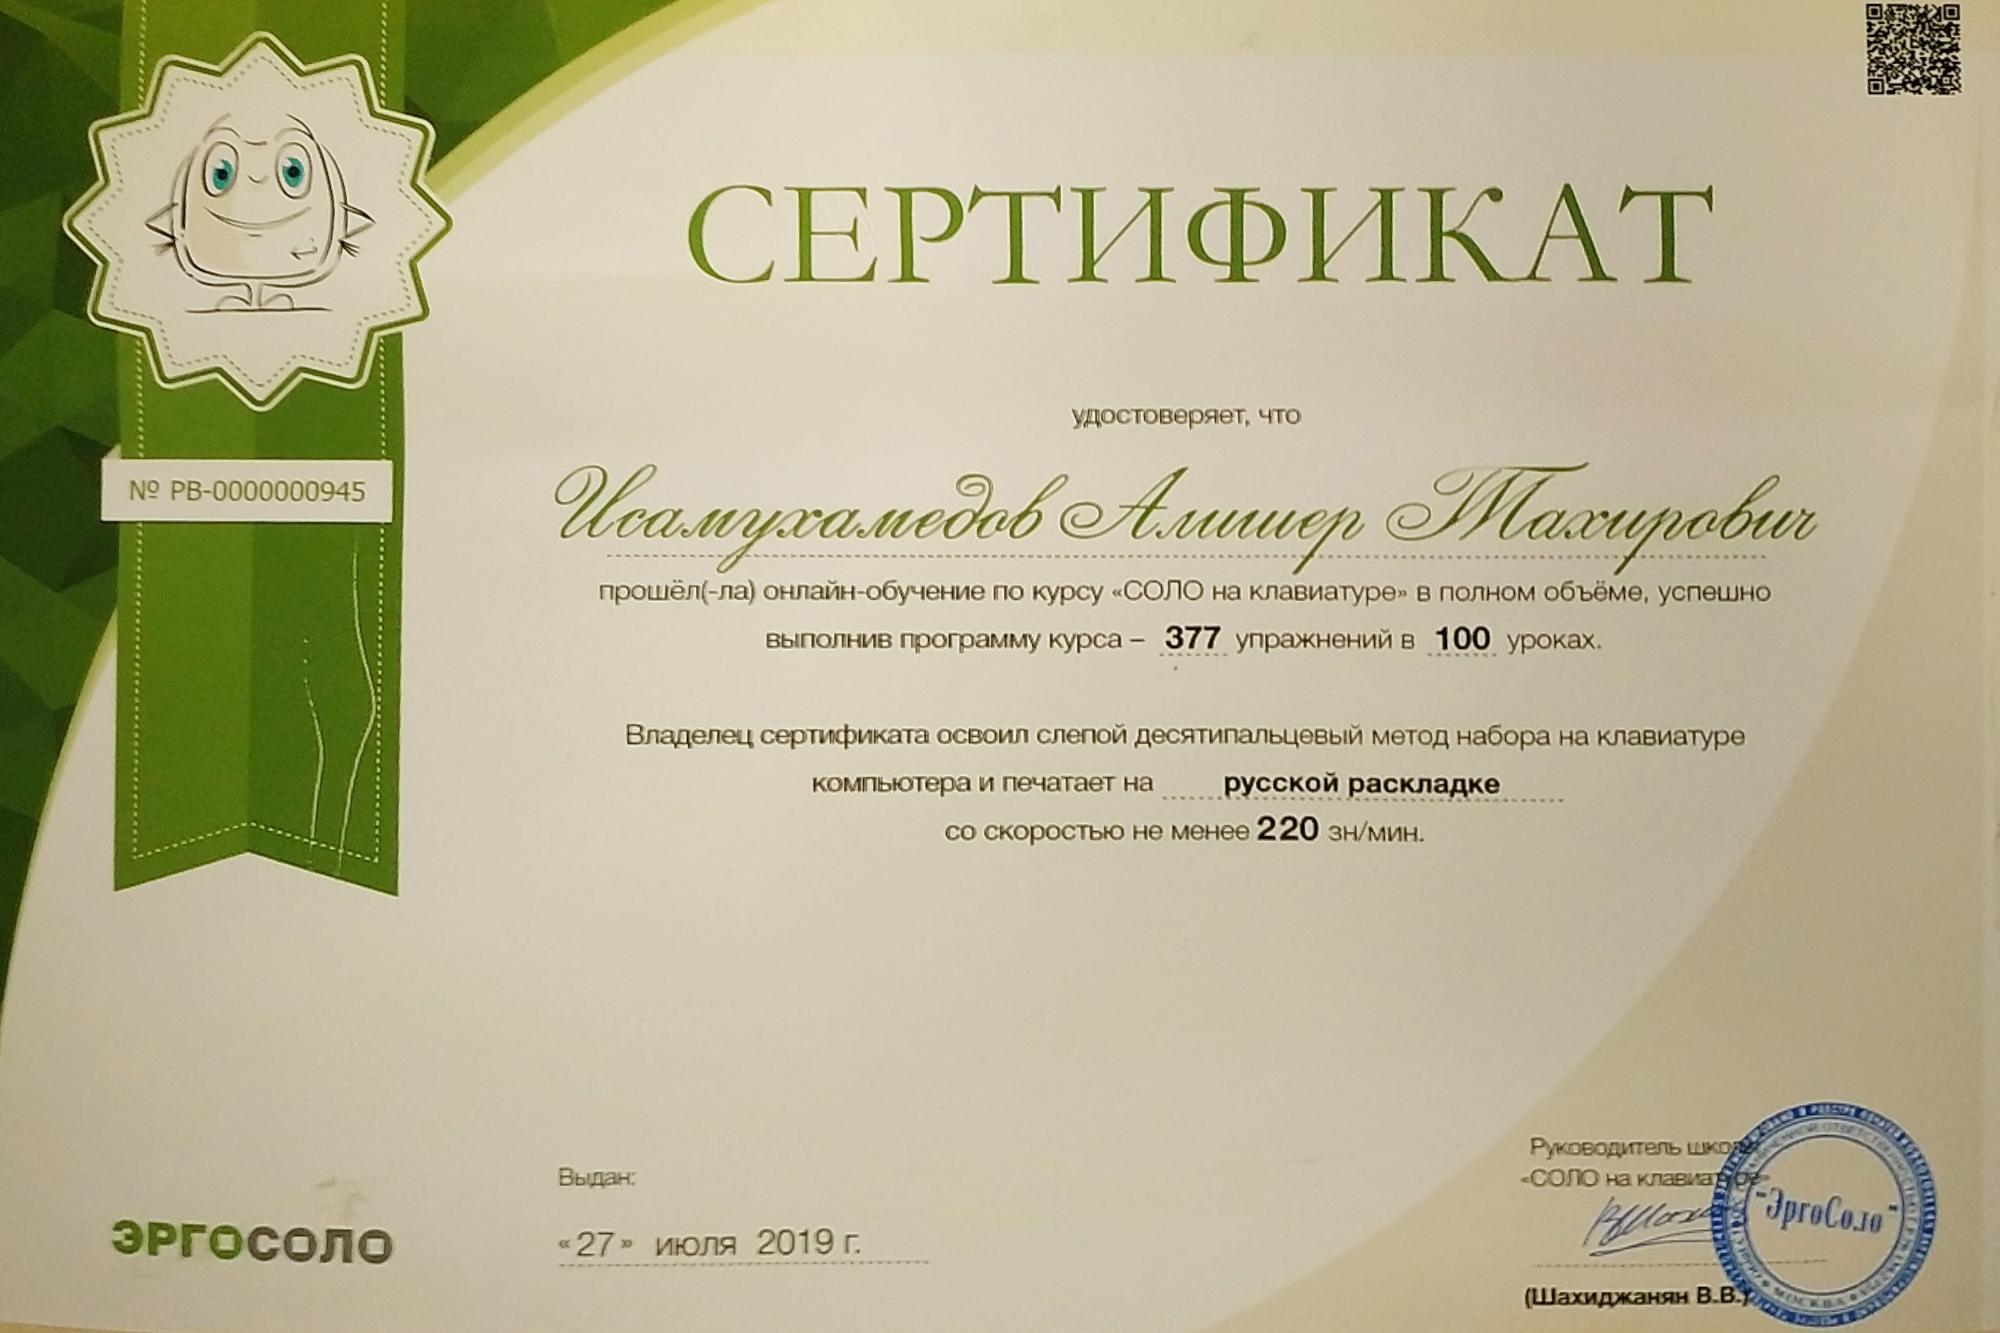 СЕРТИФИКАТ
удостоверяет, что
№ РВ-0000000945
Исамухамедов Алишер Тахирович
прошёл(-ла) онлайн-обучение по курсу «СОЛО на клавиатуре» в полном объёме, успешно
выполнив программу курса – 377 упражнений в 100 уроках.
Владелец сертификата освоил слепой десятипальцевый метод набора на клавиатуре
компьютера и печатает на русской раскладке
со скоростью не менее 220 зн/мин.
Выдан:
«27» июля 2019 г.
ЭРГОСОЛО
Руководитель
«СОЛО на клавиатуре»
"ЭргоСоло"
МОСКВА
(Шахиджанян В.В.)